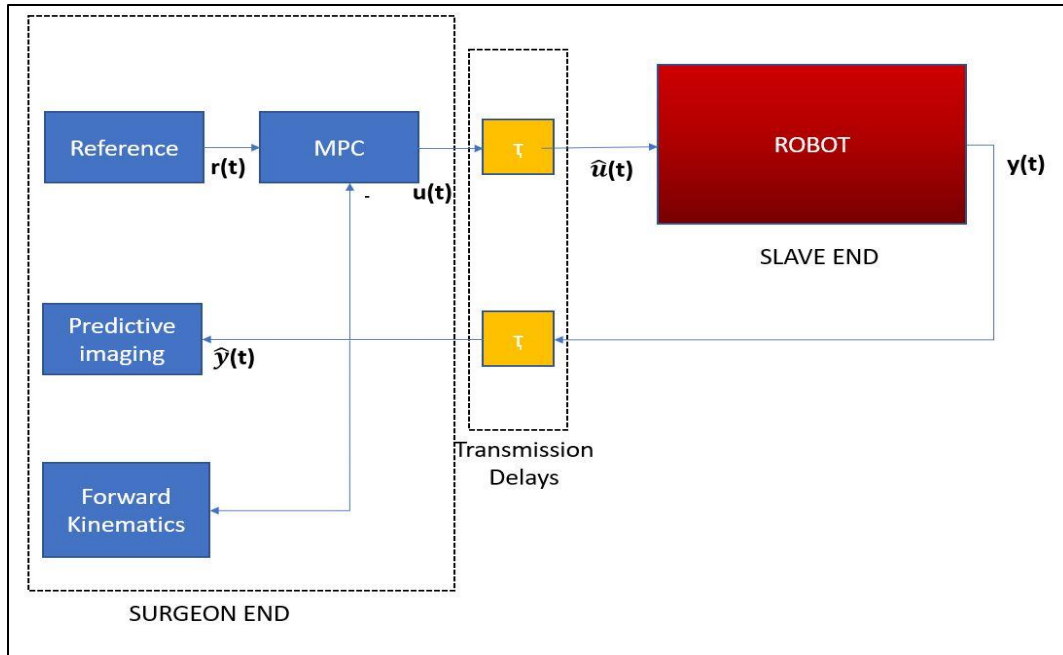 Reference
r(t)
MPC
-
u(t)
τ
û(t)
ROBOT
y(t)
SLAVE END
Predictive
imaging
ŷ(t)
τ
Transmission
Delays
Forward
Kinematics
SURGEON END